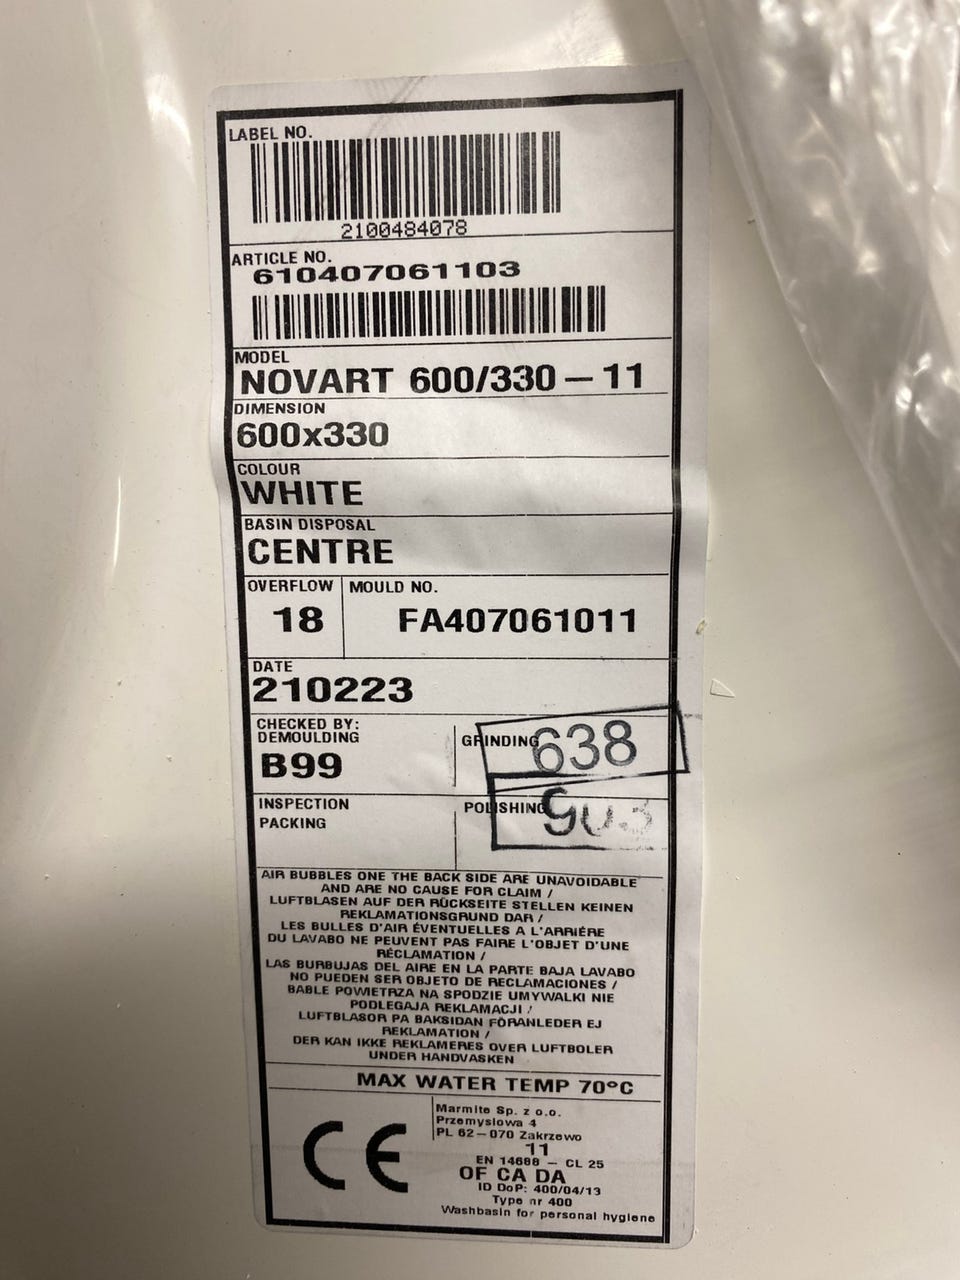 LABEL NO.
2100484078
ARTICLE NO.
610407061103
MODEL
NOVART 600/330 – 11
DIMENSION
600x330
COLOUR
WHITE
BASIN DISPOSAL
CENTRE
OVERFLOW MOULD NO.
18 FA407061011
DATE
210223
CHECKED BY:
DEMOULDING
B99
GRINDING 638
INSPECTION
PACKING
POLISHING 903
AIR BUBBLES ONE THE BACK SIDE ARE UNAVOIDABLE
AND ARE NO CAUSE FOR CLAIM /
LUFTBLASEN AUF DER RÜCKSEITE STELLEN KEINEN
REKLAMATIONSGRUND DAR /
LES BULLES D'AIR ÉVENTUELLES A L'ARRIÈRE
DU LAVABO NE PEUVENT PAS FAIRE L'OBJET D'UNE
RÉCLAMATION /
LAS BURBUJAS DEL AIRE EN LA PARTE BAJA LAVABO
NO PUEDEN SER OBJETO DE RECLAMACIONES /
BABLE POWIETRZA NA SPODZIE UMYWALKI NIE
PODLEGAJA REKLAMACJI /
LUFTBLASOR PA BAKSIDAN FÖRANLEDER EJ
REKLAMATION /
DER KAN IKKE REKLAMERES OVER LUFTBOLER
UNDER HANDVASKEN
MAX WATER TEMP 70°C
CE
Marmite Sp. z o.o.
Przemyslowa 4
PL 62–070 Zakrzewo
11
EN 14688 – CL 25
OF CA DA
ID DoP: 400/04/13
Type nr 400
Washbasin for personal hygiene